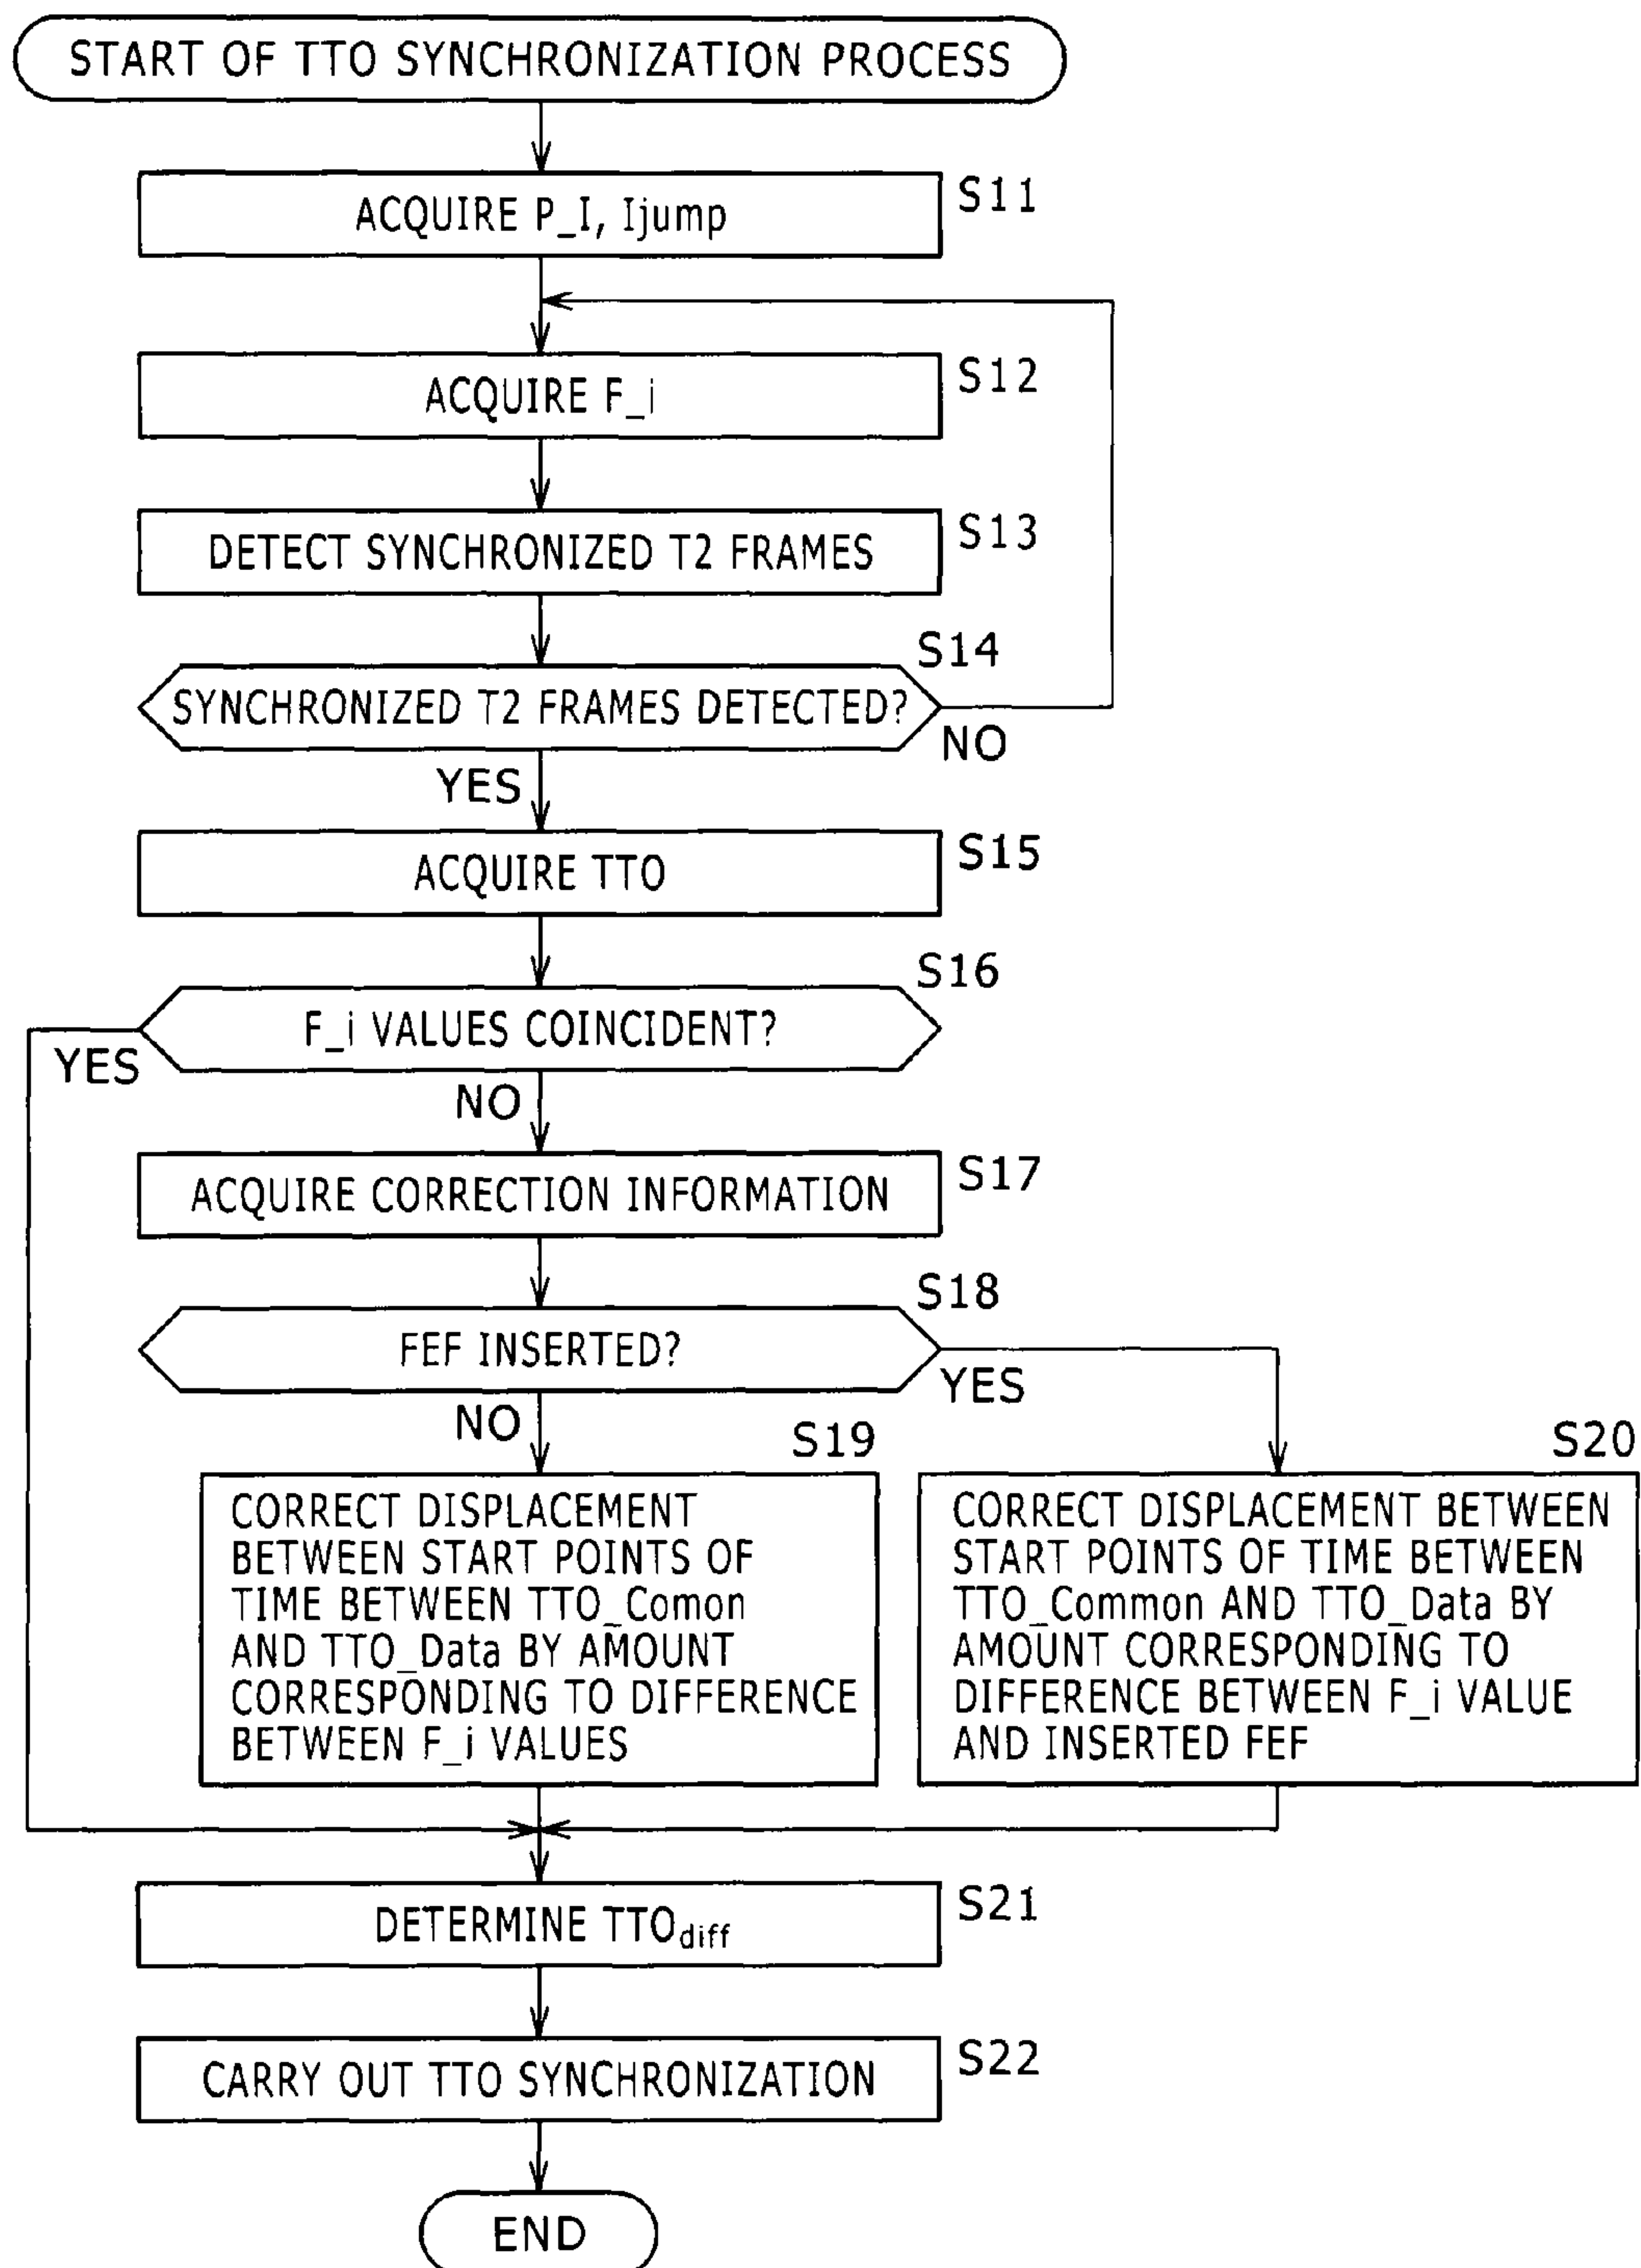 START OF TTO SYNCHRONIZATION PROCESS
ACQUIRE P_I, Ijump
S11
ACQUIRE F_i
S12
DETECT SYNCHRONIZED T2 FRAMES
S13
S14
SYNCHRONIZED T2 FRAMES DETECTED?
NO
YES
ACQUIRE TTO
S15
S16
F_i VALUES COINCIDENT?
YES
NO
ACQUIRE CORRECTION INFORMATION
S17
S18
FEF INSERTED?
YES
NO
S19
CORRECT DISPLACEMENT
BETWEEN START POINTS OF
TIME BETWEEN TTO_Comon
AND TTO_Data BY AMOUNT
CORRESPONDING TO DIFFERENCE
BETWEEN F_i VALUES
S20
CORRECT DISPLACEMENT BETWEEN
START POINTS OF TIME BETWEEN
TTO_Common AND TTO_Data BY
AMOUNT CORRESPONDING TO
DIFFERENCE BETWEEN F_i VALUE
AND INSERTED FEF
DETERMINE TTOdiff
S21
CARRY OUT TTO SYNCHRONIZATION
S22
END